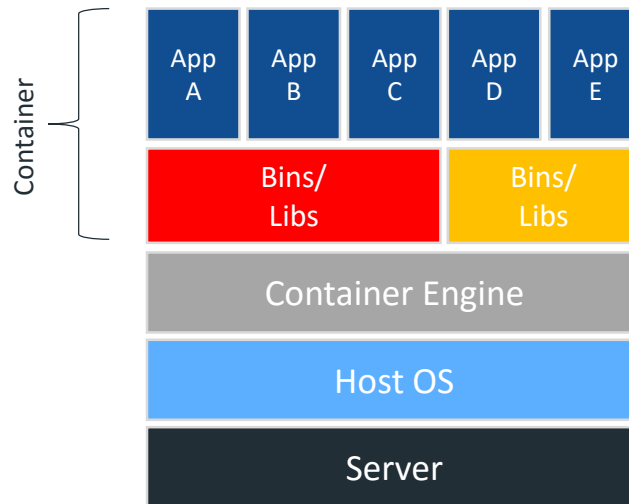 Container
App
A
App
B
App
C
App
D
App
E
Bins/
Libs
Bins/
Libs
Container Engine
Host OS
Server